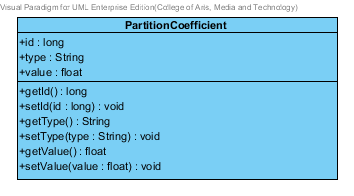 Visual Paradigm for UML Enterprise Edition(College of Arts, Media and Technology)
PartitionCoefficient
+id : long
+type : String
+value : float
+getId() : long
+setId(id : long) : void
+getType() : String
+setType(type : String) : void
+getValue() : float
+setValue(value : float) : void